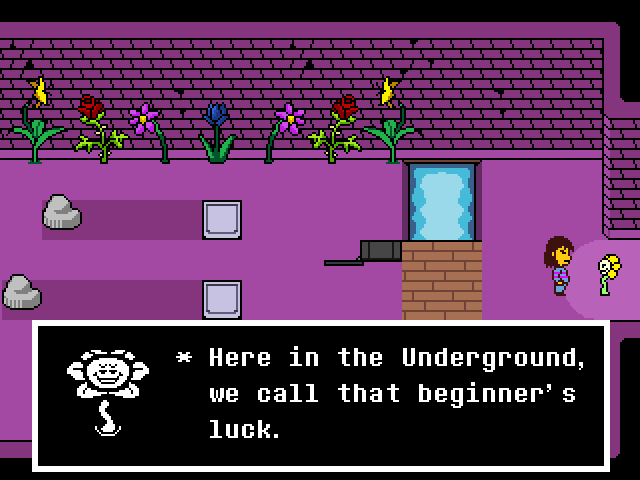 * Here in the Underground,
we call that beginner's
luck.